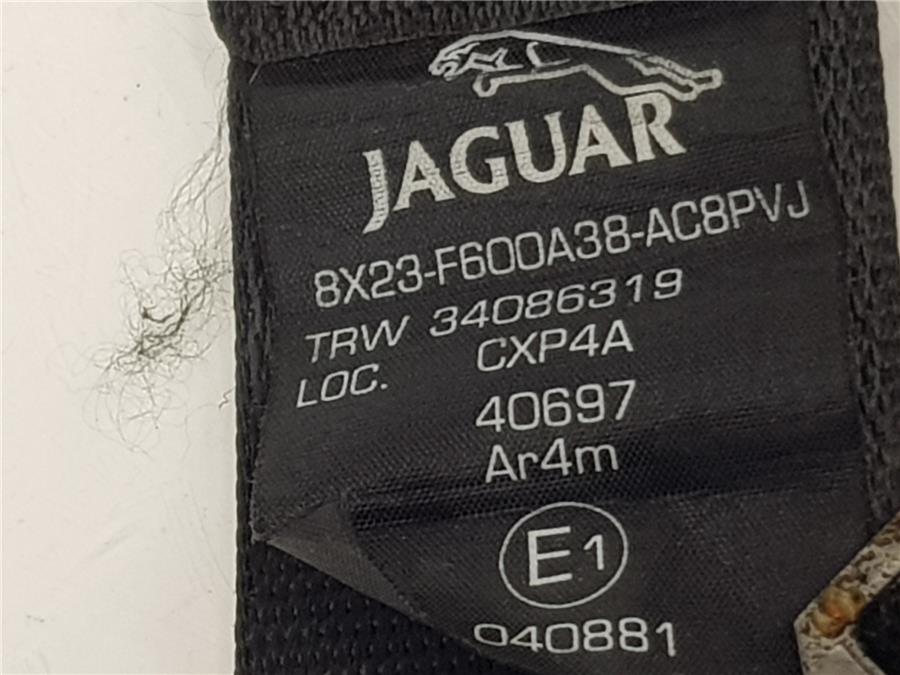 JAGUAR
8X23-F600A38-AC8PVJ
TRW 34086319
LOC. CXP4A
40697
Ar4m
E1
040881